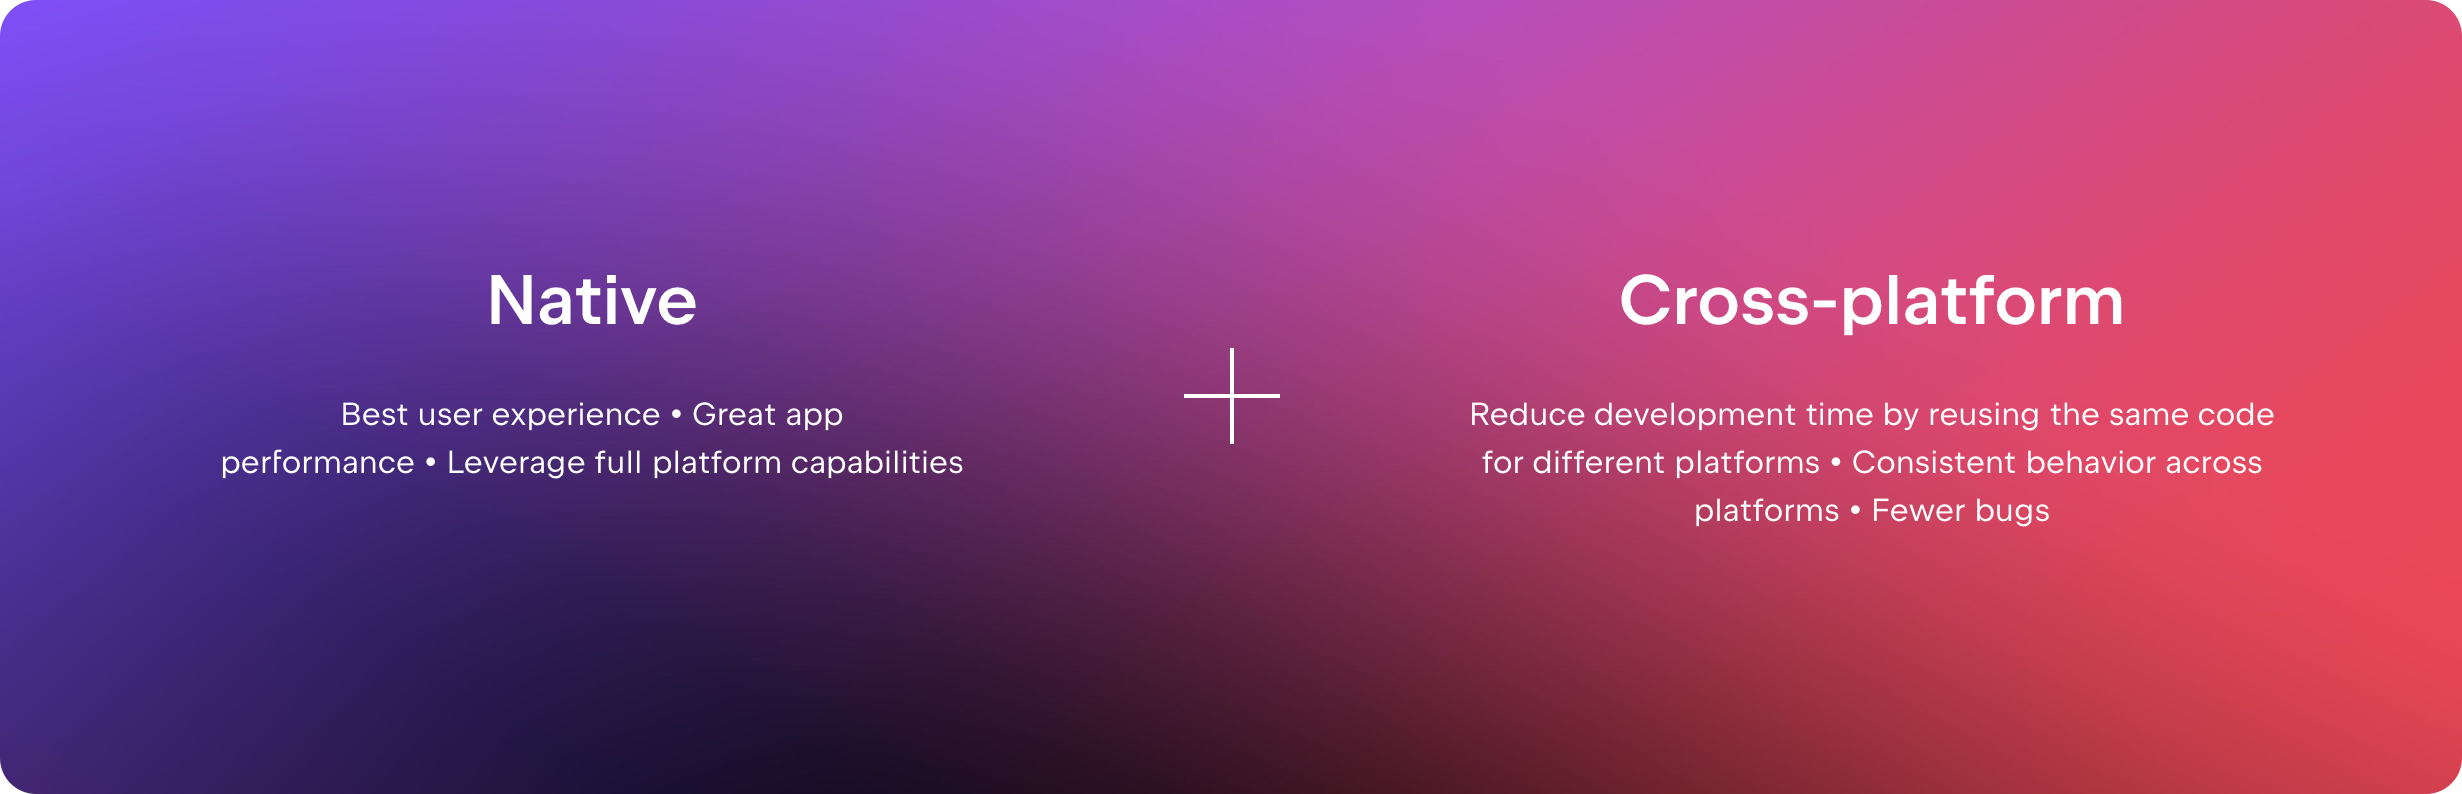 Native
Best user experience • Great app
performance • Leverage full platform capabilities
Cross-platform
Reduce development time by reusing the same code
for different platforms • Consistent behavior across
platforms • Fewer bugs